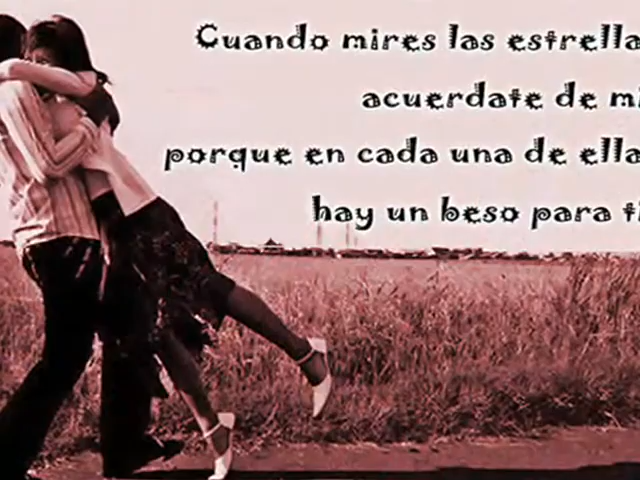 Cuando mires las estrella
acuerdate de mi
porque en cada una de ella
hay un beso para ti